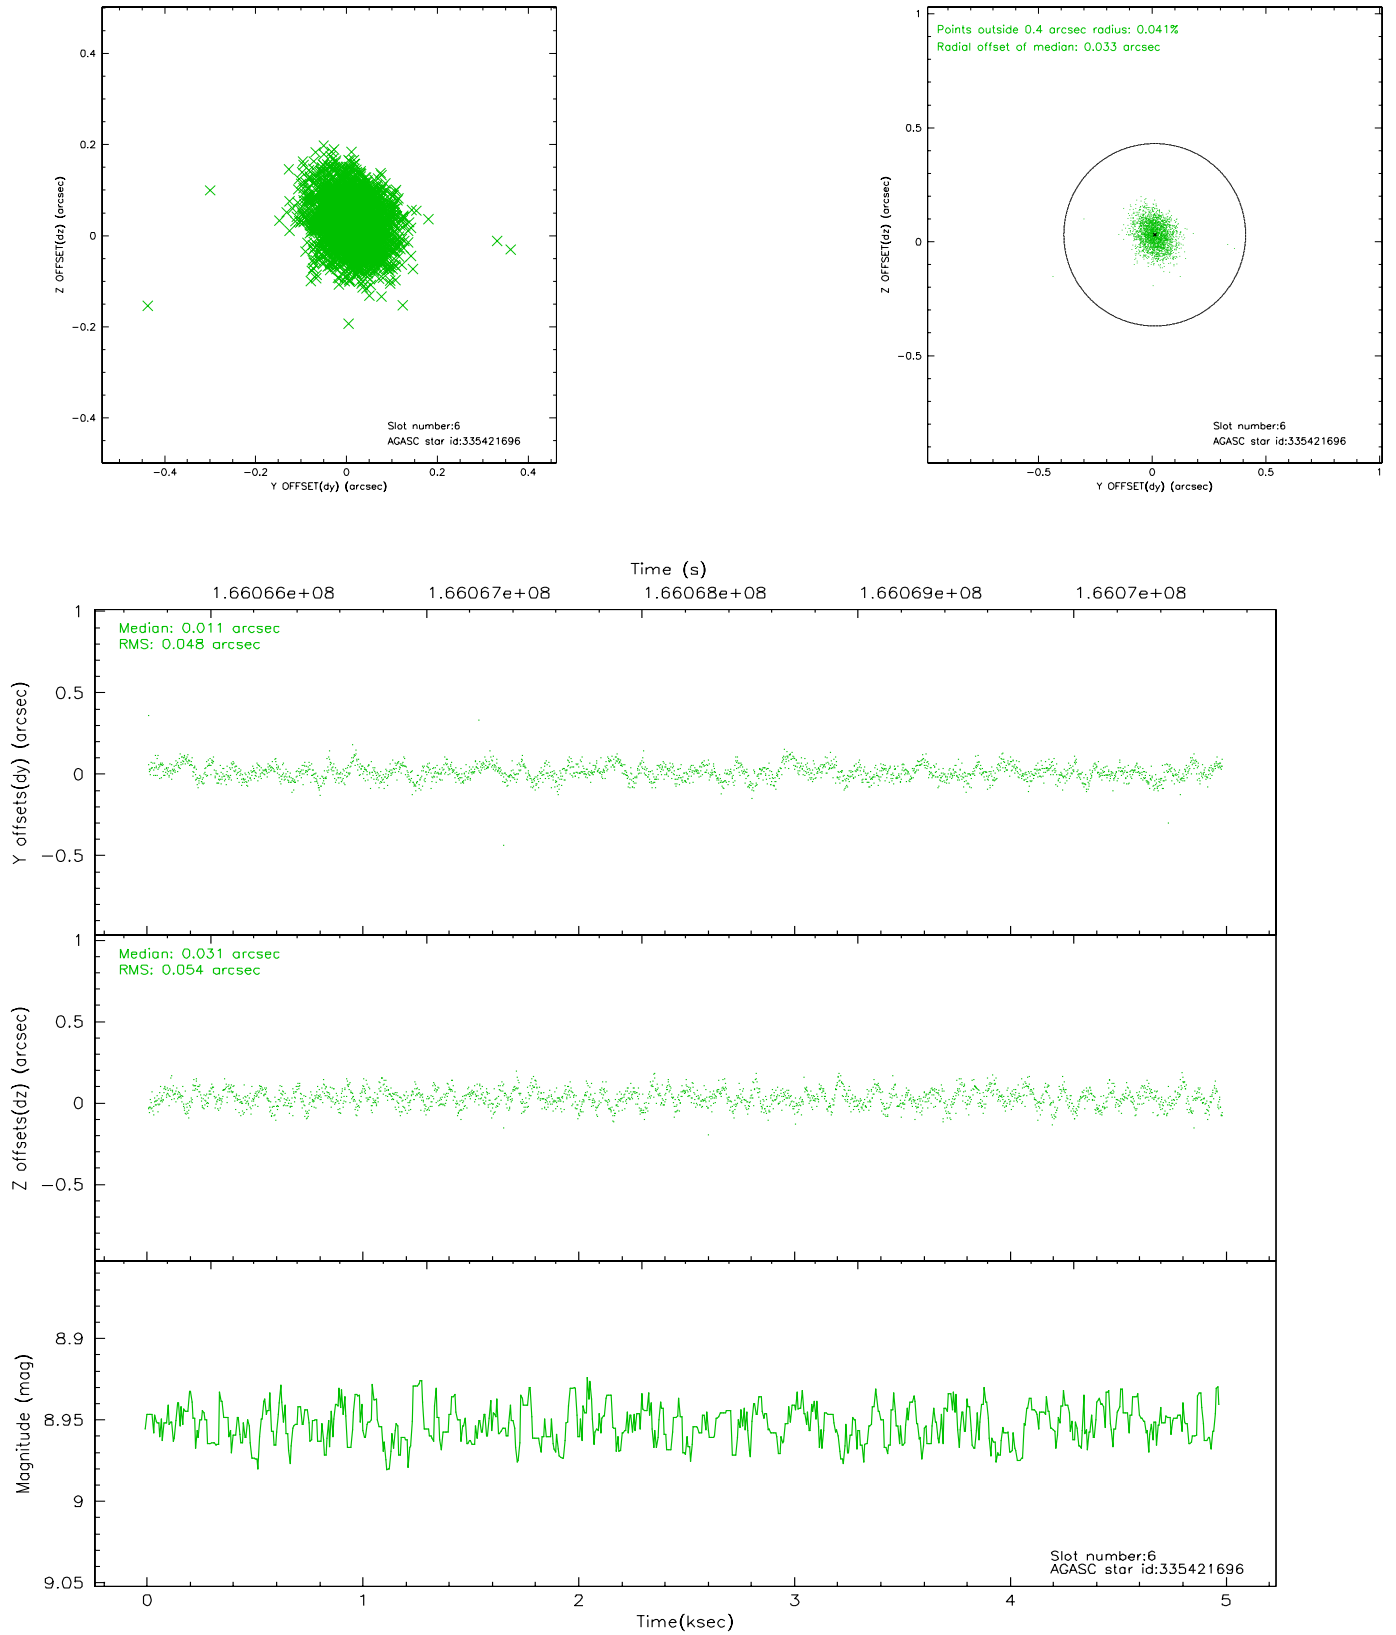 0.4
0.2
0
−0.2
−0.4
Z OFFSET(dz) (arcsec)
Slot number:6
AGASC star id:335421696
−0.4 −0.2 0 0.2 0.4
Y OFFSET(dy) (arcsec)
Points outside 0.4 arcsec radius: 0.041%
Radial offset of median: 0.033 arcsec
1
0.5
0
−0.5
Z OFFSET(dz) (arcsec)
Slot number:6
AGASC star id:335421696
−0.5 0 0.5 1
Y OFFSET(dy) (arcsec)
Time (s)
1.66066e+08 1.66067e+08 1.66068e+08 1.66069e+08 1.6607e+08
Median: 0.011 arcsec
RMS: 0.048 arcsec
1
0.5
0
−0.5
Y offsets(dy) (arcsec)
Median: 0.031 arcsec
RMS: 0.054 arcsec
1
0.5
0
−0.5
Z offsets(dz) (arcsec)
8.9
8.95
9
9.05
Magnitude (mag)
Slot number:6
AGASC star id:335421696
0 1 2 3 4 5
Time(ksec)